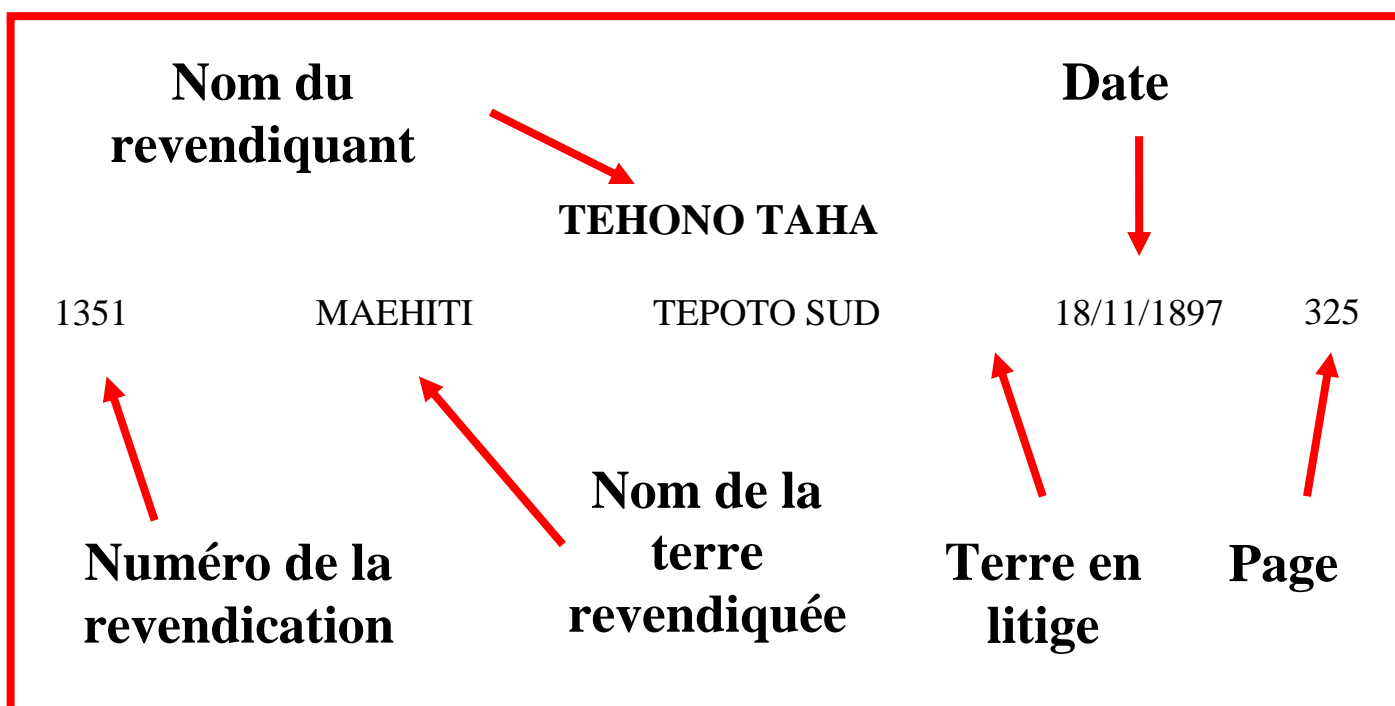 Nom du
revendiquant
Date
TEHONO TAHA
1351 MAEHITI TEPOTO SUD 18/11/1897 325
Numéro de la
revendication
Nom de la
terre
revendiquée
Terre en
litige
Page